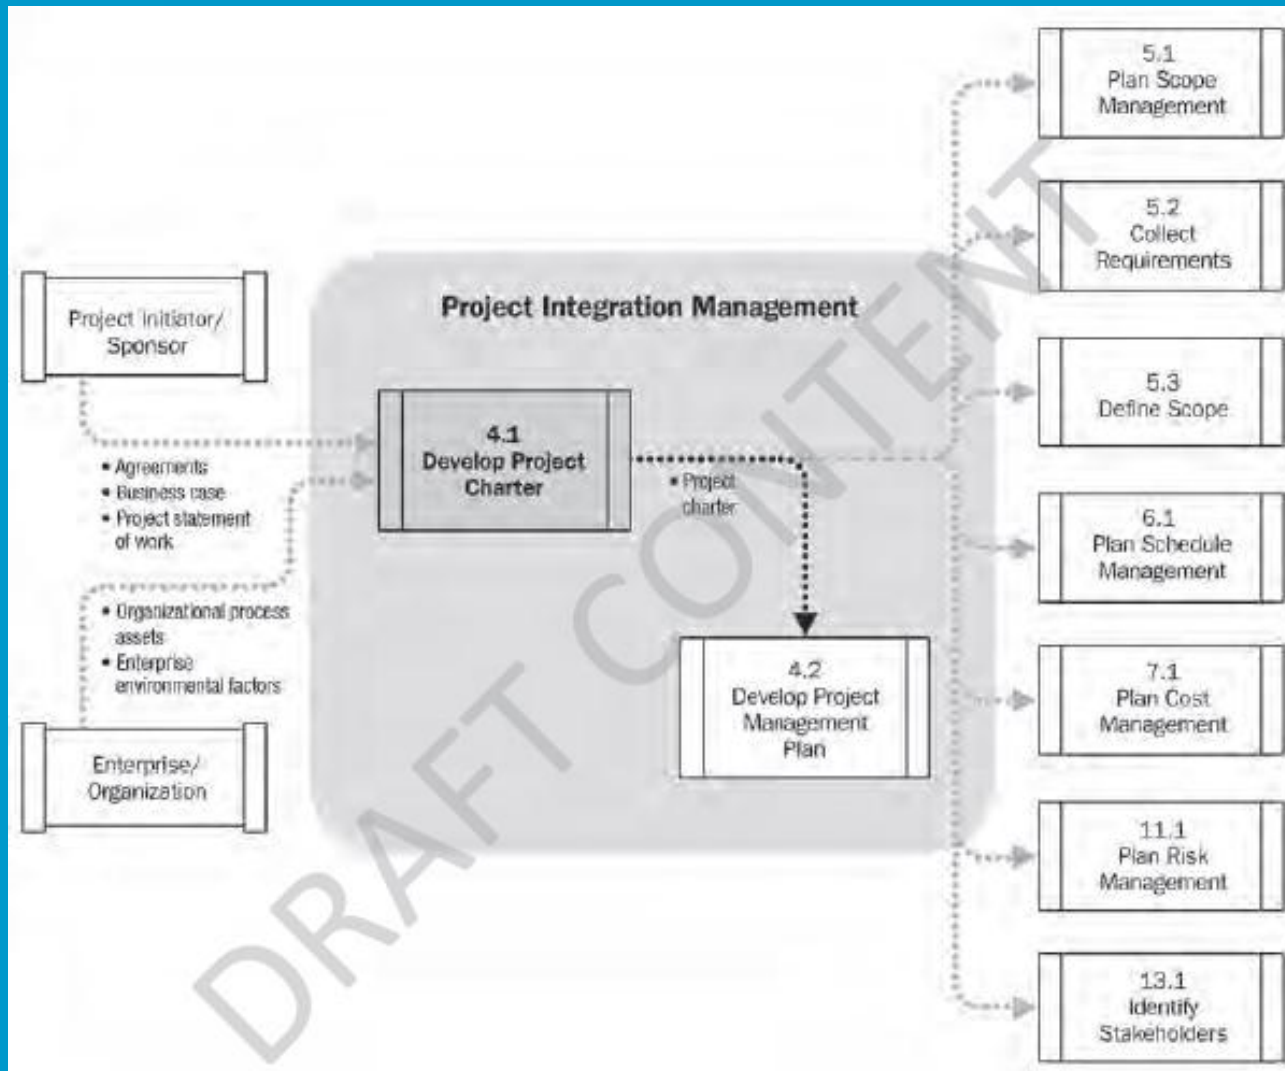 Project Integration Management
Project Initiator/
Sponsor
• Agreements
• Business case
• Project statement
of work
• Organizational process
assets
• Enterprise
environmental factors
Enterprise/
Organization
4.1
Develop Project
Charter
• Project
charter
4.2
Develop Project
Management
Plan
5.1
Plan Scope
Management
5.2
Collect
Requirements
5.3
Define Scope
6.1
Plan Schedule
Management
7.1
Plan Cost
Management
11.1
Plan Risk
Management
13.1
Identify
Stakeholders
DRAFT CONTENT